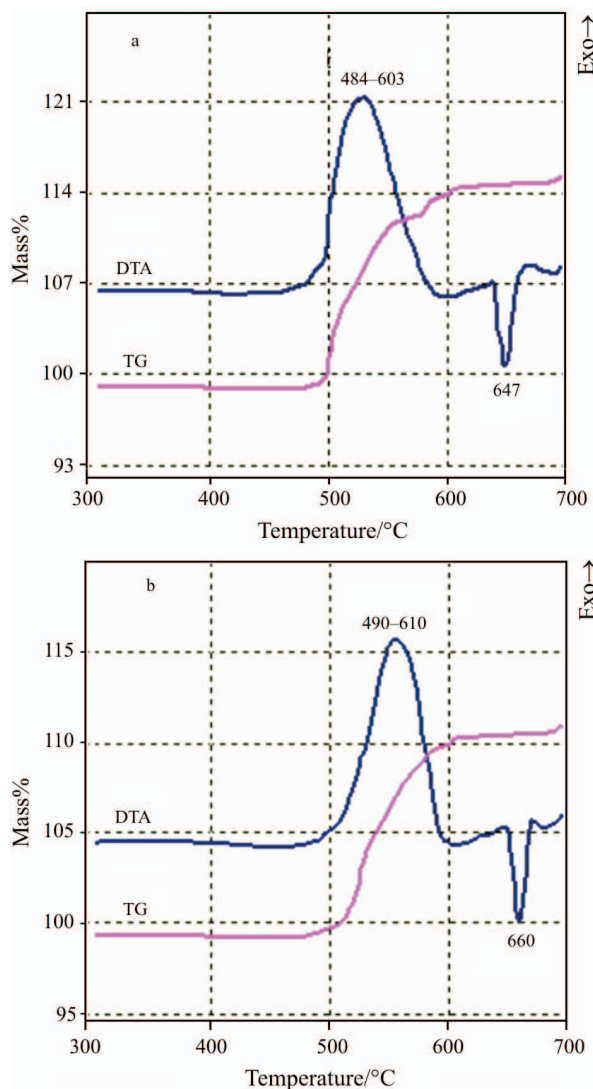 a
Exo→
484–603
121
114
107
100
93
Mass%
DTA
TG
647
300 400 500 600 700
Temperature/°C
b
Exo→
490–610
115
110
105
100
95
Mass%
DTA
TG
660
300 400 500 600 700
Temperature/°C